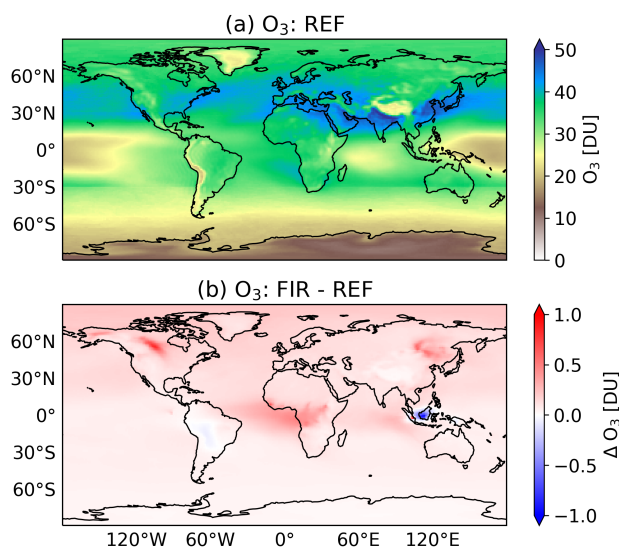 (a) O₃: REF
60°N
30°N
0°
30°S
60°S
50
40
30
20
10
0
O₃ [DU]
(b) O₃: FIR - REF
60°N
30°N
0°
30°S
60°S
120°W 60°W 0° 60°E 120°E
1.0
0.5
0.0
−0.5
−1.0
Δ O₃ [DU]